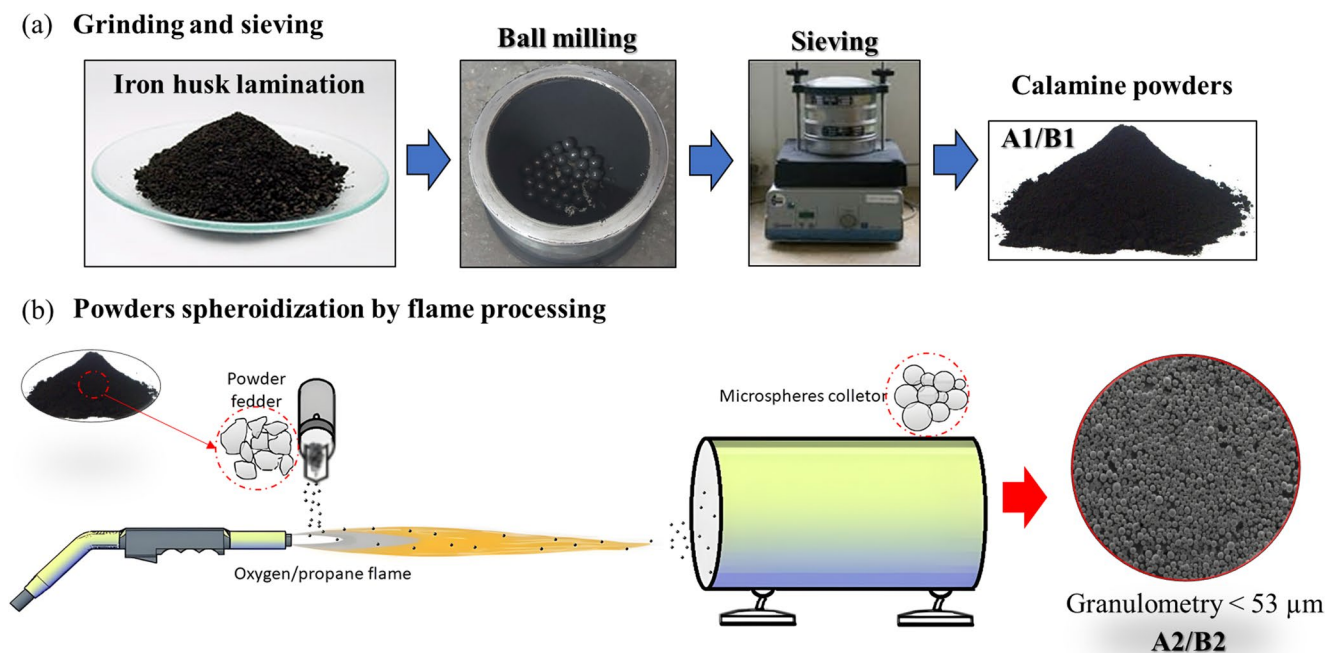 (a) Grinding and sieving
Iron husk lamination
Ball milling
Sieving
Calamine powders
A1/B1
(b) Powders spheroidization by flame processing
Powder
fedder
Microspheres colletor
Oxygen/propane flame
Granulometry < 53 µm
A2/B2